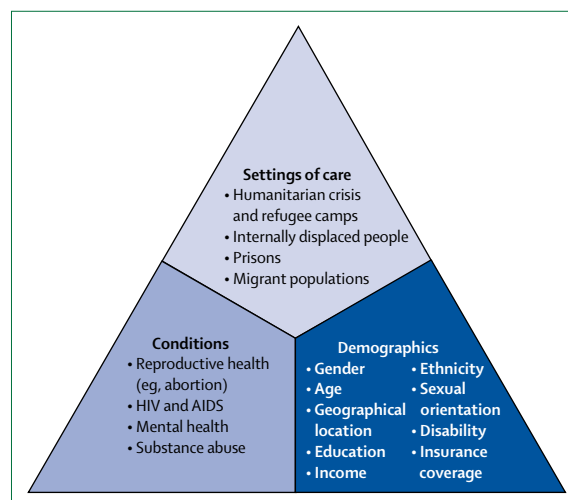 Settings of care
• Humanitarian crisis
and refugee camps
• Internally displaced people
• Prisons
• Migrant populations
Conditions
• Reproductive health
(eg, abortion)
• HIV and AIDS
• Mental health
• Substance abuse
Demographics
• Gender
• Age
• Geographical
location
• Education
• Income
• Ethnicity
• Sexual
orientation
• Disability
• Insurance
coverage